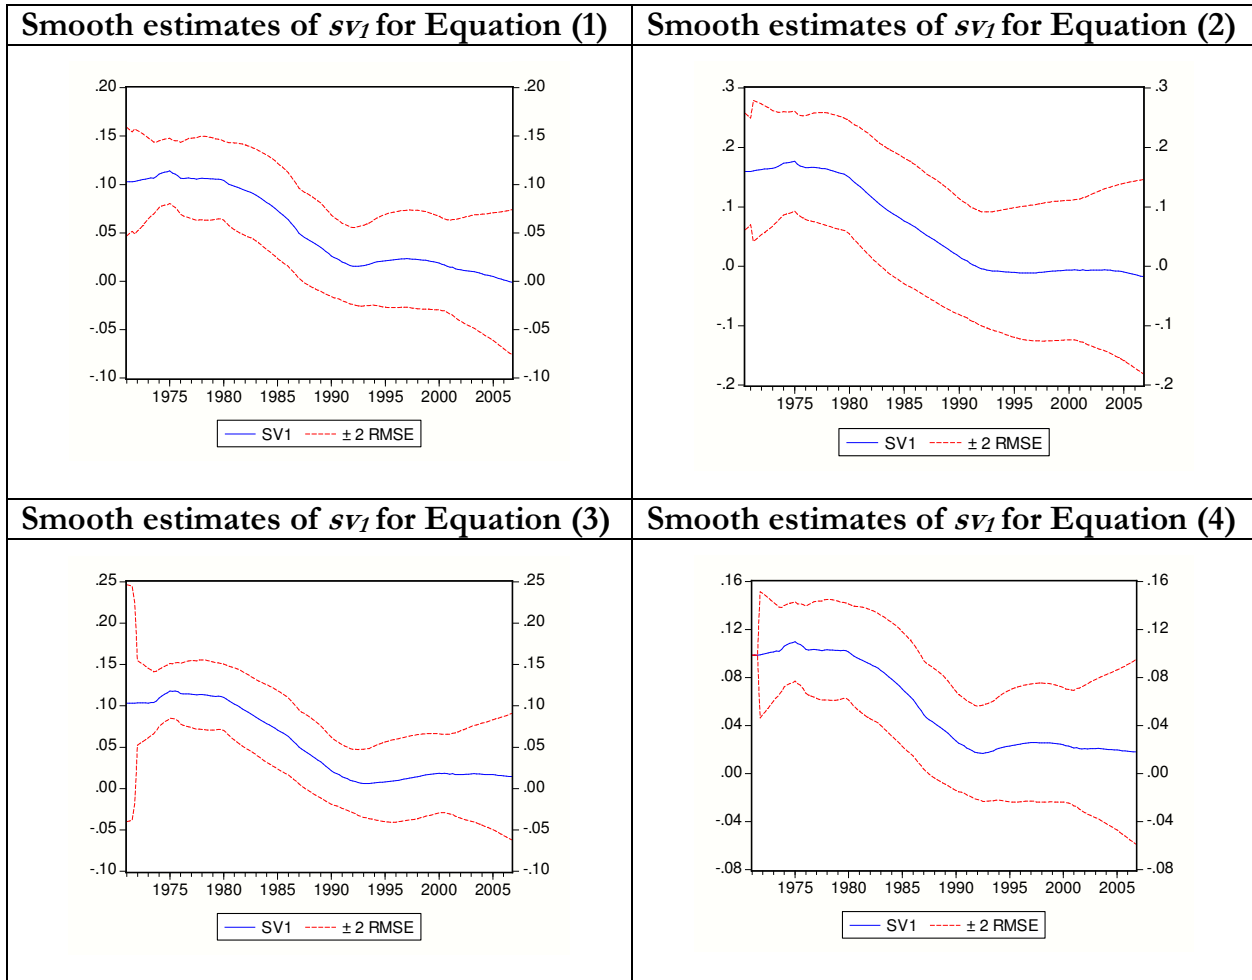 Smooth estimates of sv1 for Equation (1)
Smooth estimates of sv1 for Equation (2)
.20 .20
.15 .15
.10 .10
.05 .05
.00 .00
-.05 -.05
-.10 -.10
1975 1980 1985 1990 1995 2000 2005
SV1 ± 2 RMSE
.3 .3
.2 .2
.1 .1
.0 .0
-.1 -.1
-.2 -.2
1975 1980 1985 1990 1995 2000 2005
SV1 ± 2 RMSE
Smooth estimates of sv1 for Equation (3)
Smooth estimates of sv1 for Equation (4)
.25 .25
.20 .20
.15 .15
.10 .10
.05 .05
.00 .00
-.05 -.05
-.10 -.10
1975 1980 1985 1990 1995 2000 2005
SV1 ± 2 RMSE
.16 .16
.12 .12
.08 .08
.04 .04
.00 .00
-.04 -.04
-.08 -.08
1975 1980 1985 1990 1995 2000 2005
SV1 ± 2 RMSE